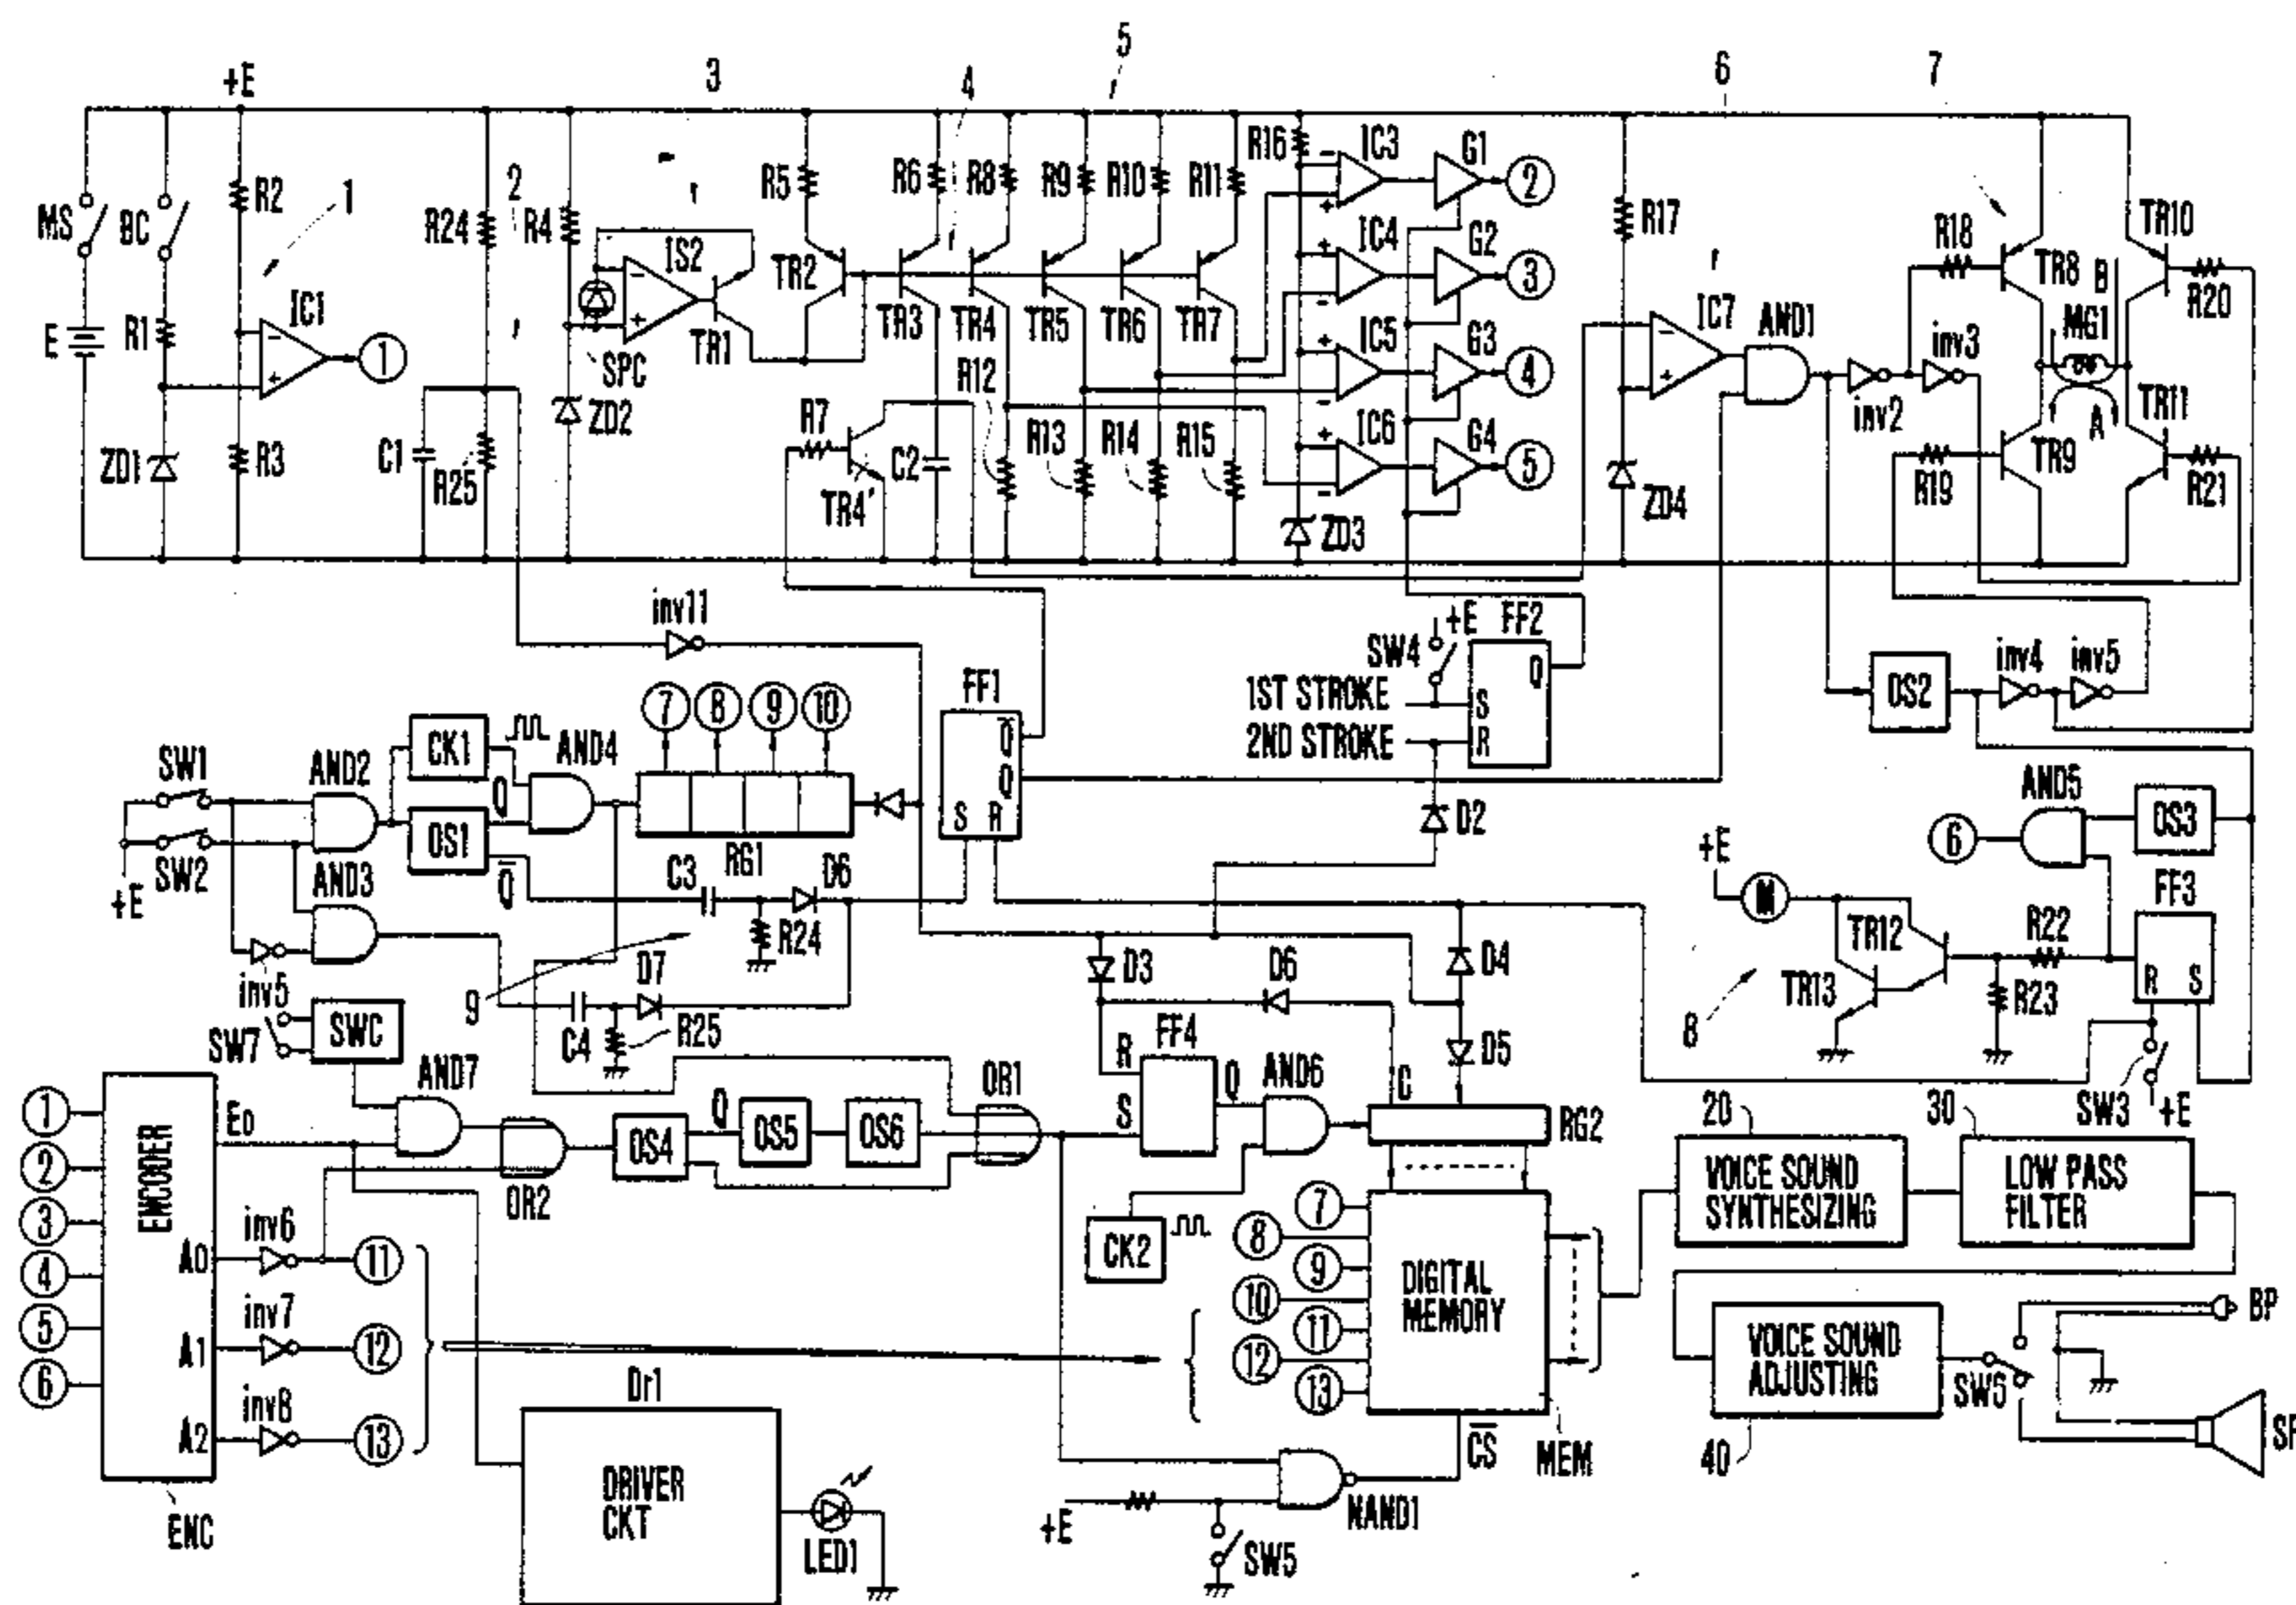 5
+E
3
4
6
7
MS
BC
R2
1
R24
2
R4
IS2
R5
R6
R8
R9
R10
R11
R16
IC3
G1
2
R17
R18
TR10
E
R1
IC1
1
SPC
TR1
TR2
TR3
TR4
TR5
TR6
TR7
IC4
G2
3
IC7
AND1
TR8
B
MG1
R20
inv2
inv3
ZD1
R3
C1
R25
ZD2
R7
TR4'
C2
R12
R13
R14
R15
IC5
G3
4
IC6
G4
5
ZD3
ZD4
R19
TR9
A
TR11
R21
inv11
SW4
+E
FF2
Q
S
R
1ST STROKE
2ND STROKE
OS2
inv4
inv5
SW1
SW2
+E
AND2
CK1
AND4
7
8
9
10
FF1
Q̅
Q
S R
OS1
Q
Q̅
RG1
D2
AND3
inv5
C3
D6
R24
AND5
OS3
6
+E
M
FF3
R
S
TR12
TR13
R22
R23
8
SW3
+E
9
SW7
SWC
C4
D7
R25
D3
D6
D4
D5
FF4
R
S
Q
AND6
C
RG2
1
2
3
4
5
6
ENCODER
E0
A0
A1
A2
ENC
AND7
OR2
OS4
Q
OS5
OS6
OR1
CK2
inv6
11
inv7
12
inv8
13
7
8
9
10
11
12
13
DIGITAL
MEMORY
MEM
C̅S̅
20
VOICE SOUND
SYNTHESIZING
30
LOW PASS
FILTER
VOICE SOUND
ADJUSTING
40
SW6
BP
SP
Dr1
DRIVER
CKT
LED1
+E
SW5
NAND1